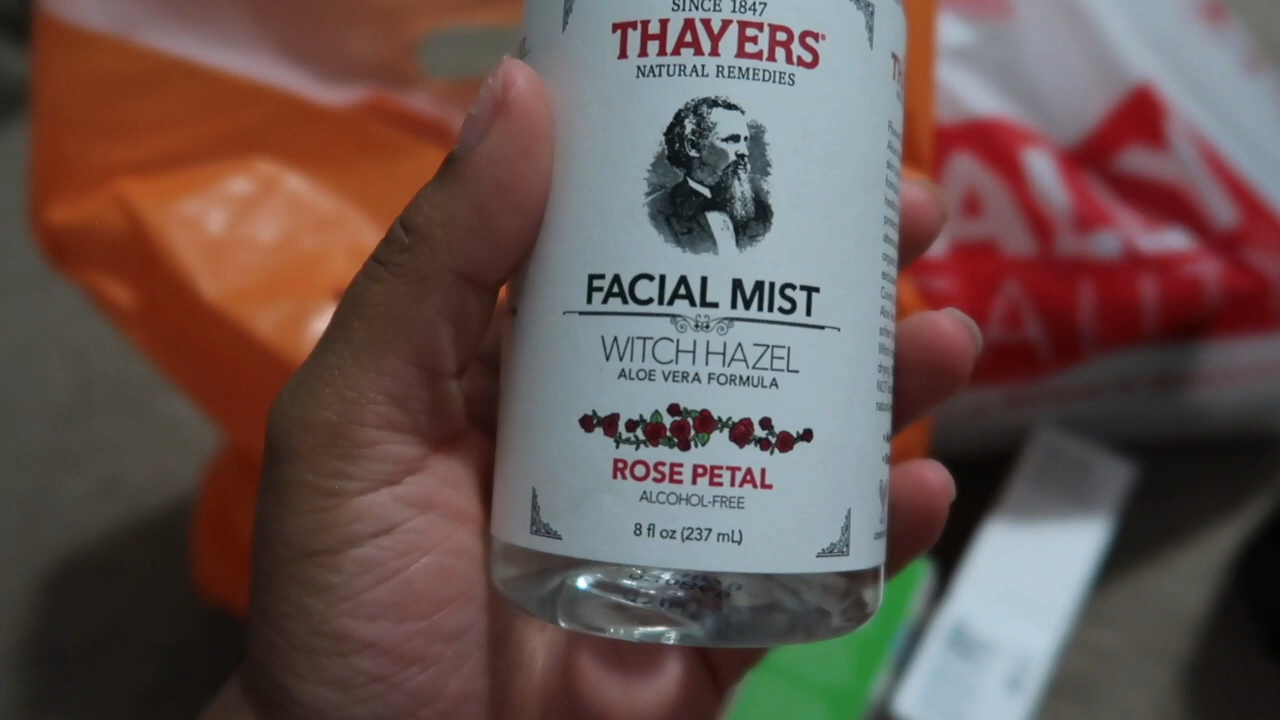 SINCE 1847
THAYERS
NATURAL REMEDIES
FACIAL MIST
WITCH HAZEL
ALOE VERA FORMULA
ROSE PETAL
ALCOHOL-FREE
8 fl oz (237 mL)
ALLY